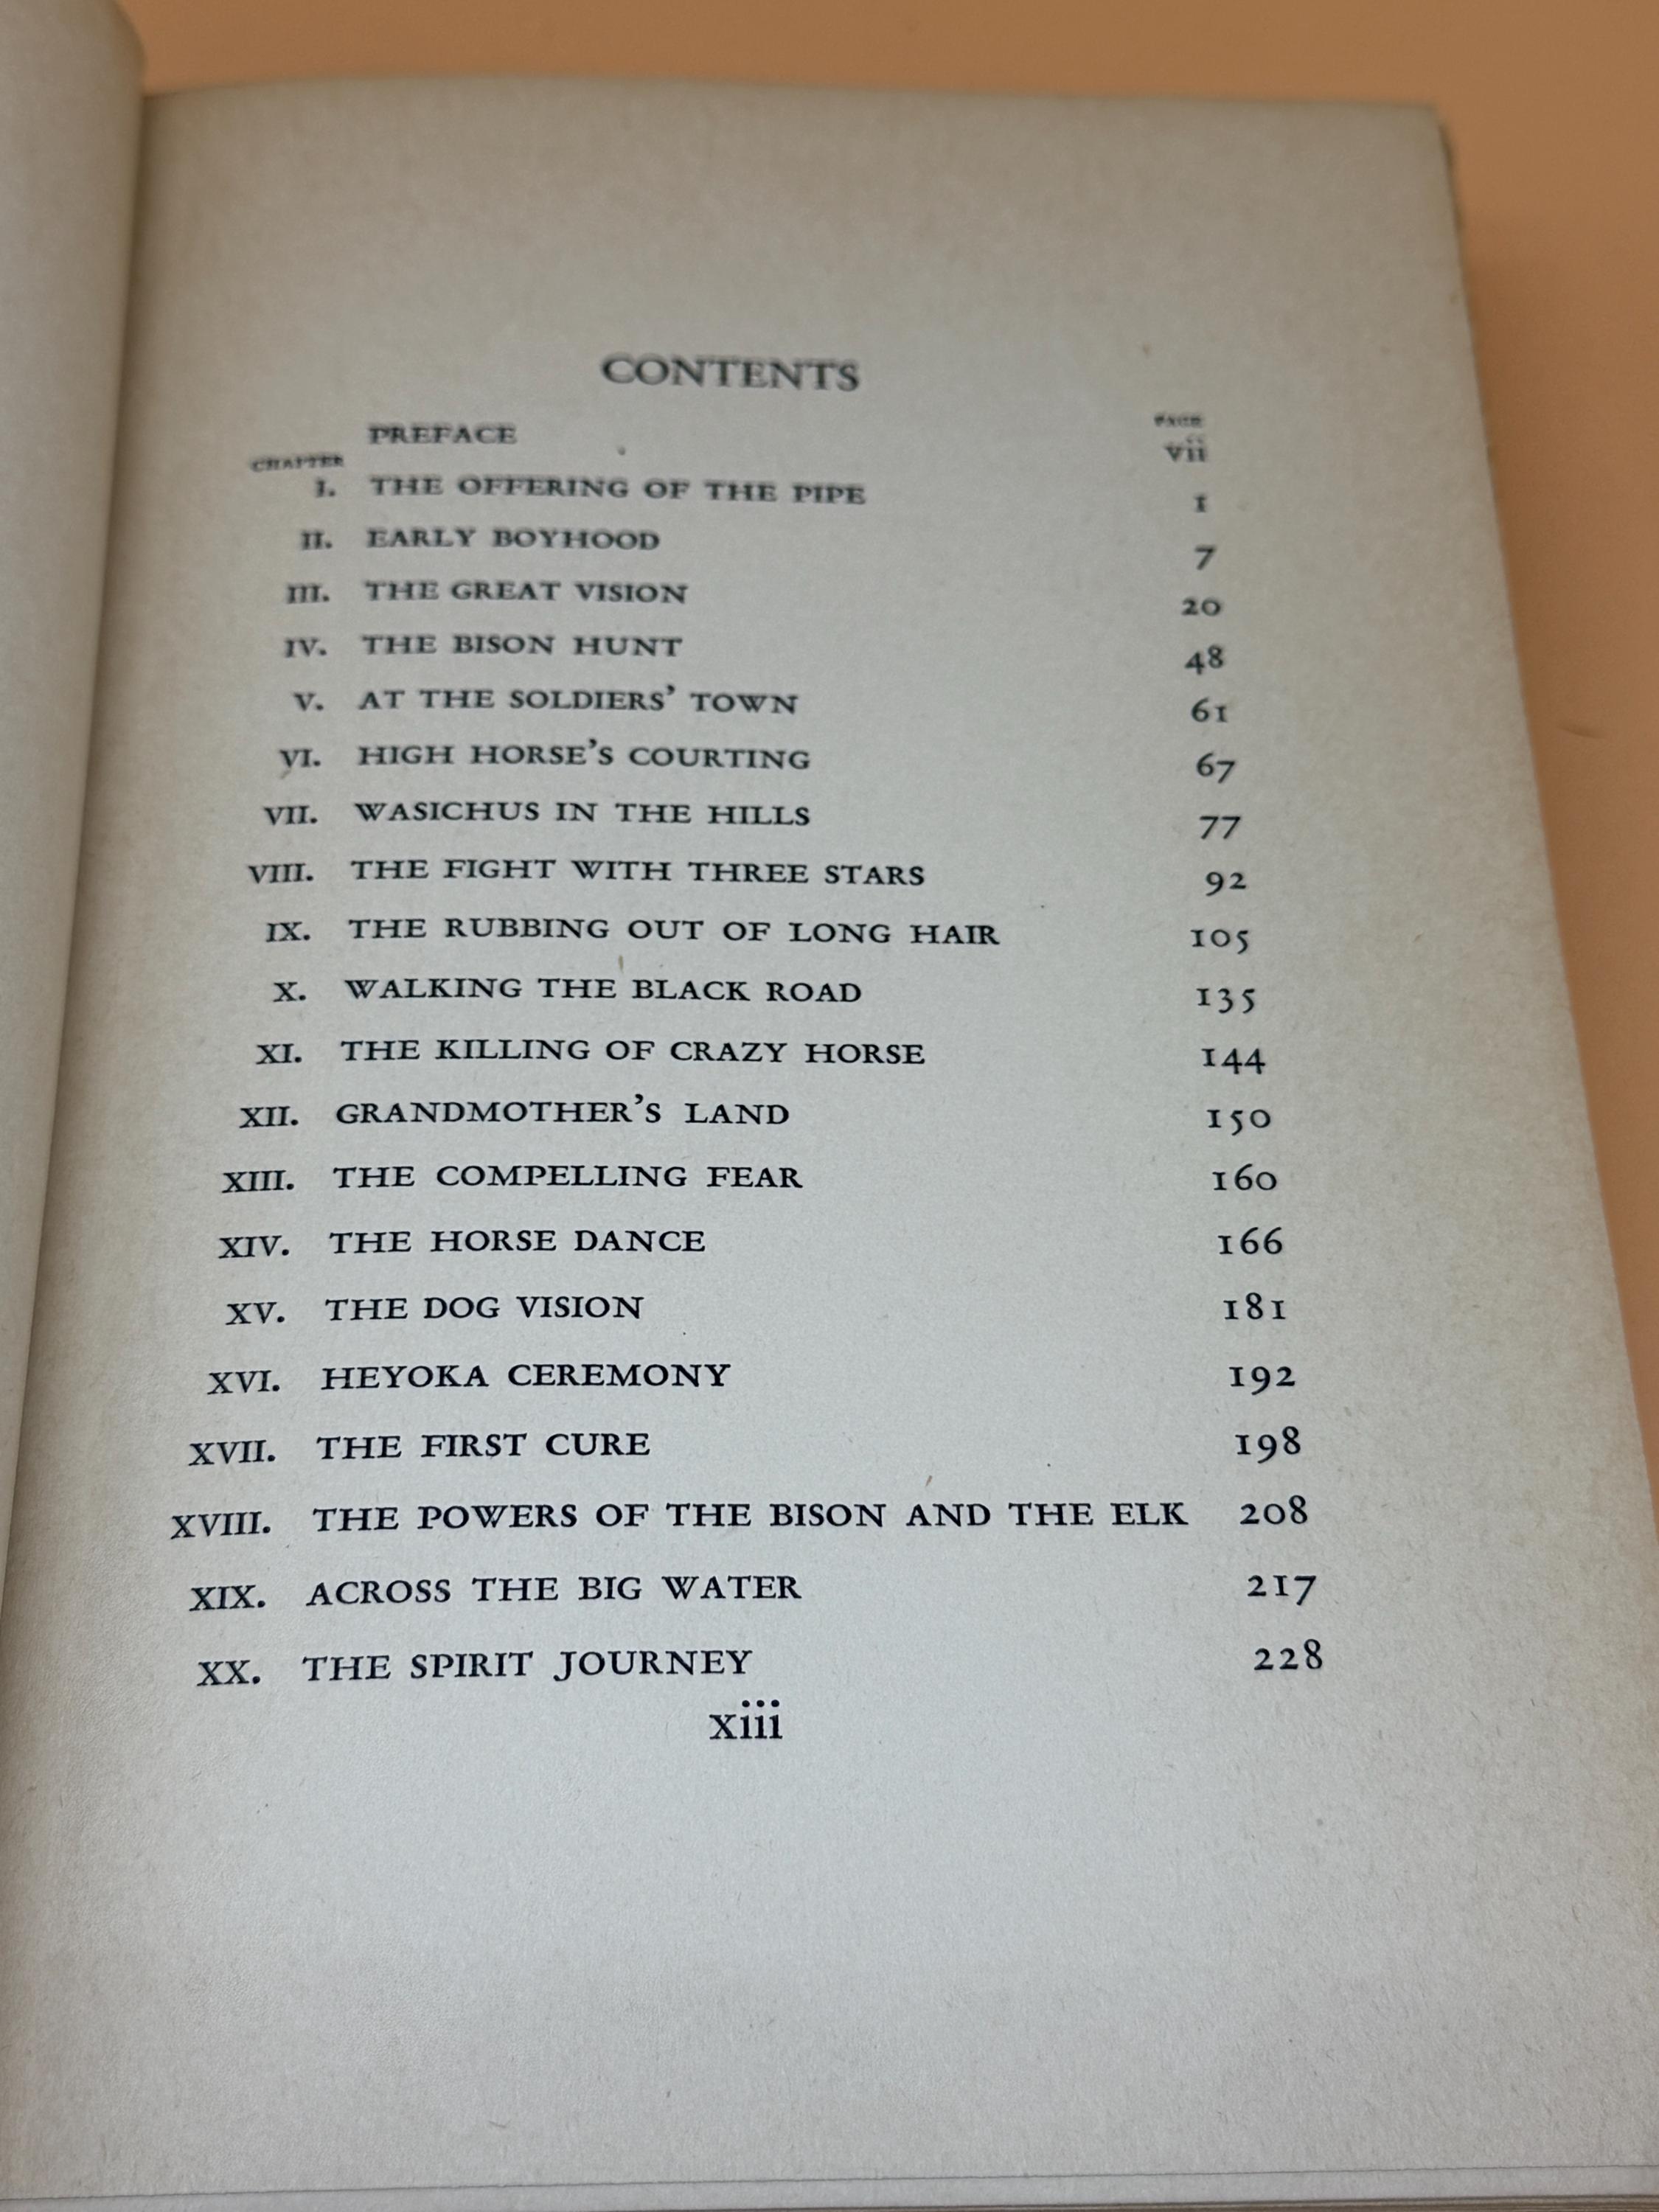 CONTENTS
PAGE
PREFACE vii
CHAPTER
I. THE OFFERING OF THE PIPE 1
II. EARLY BOYHOOD 7
III. THE GREAT VISION 20
IV. THE BISON HUNT 48
V. AT THE SOLDIERS' TOWN 61
VI. HIGH HORSE'S COURTING 67
VII. WASICHUS IN THE HILLS 77
VIII. THE FIGHT WITH THREE STARS 92
IX. THE RUBBING OUT OF LONG HAIR 105
X. WALKING THE BLACK ROAD 135
XI. THE KILLING OF CRAZY HORSE 144
XII. GRANDMOTHER'S LAND 150
XIII. THE COMPELLING FEAR 160
XIV. THE HORSE DANCE 166
XV. THE DOG VISION 181
XVI. HEYOKA CEREMONY 192
XVII. THE FIRST CURE 198
XVIII. THE POWERS OF THE BISON AND THE ELK 208
XIX. ACROSS THE BIG WATER 217
XX. THE SPIRIT JOURNEY 228
xiii